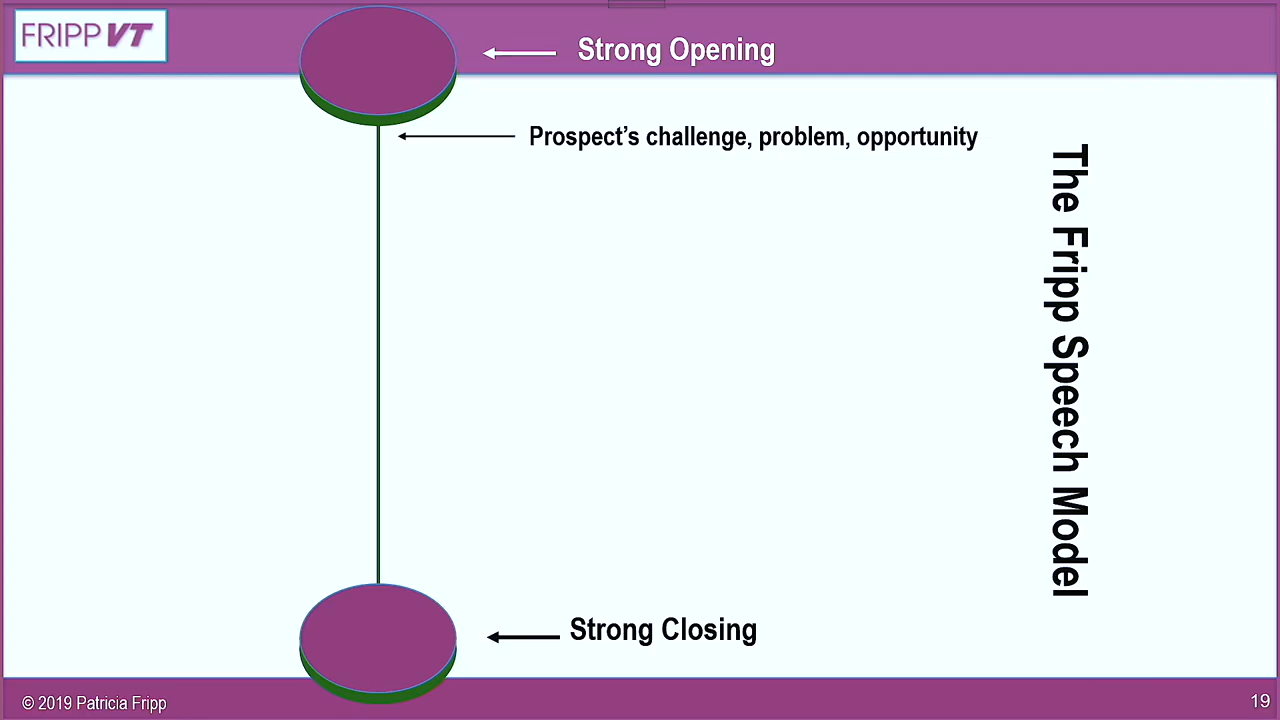 FRIPP VT
Strong Opening
Prospect’s challenge, problem, opportunity
The Fripp Speech Model
Strong Closing
© 2019 Patricia Fripp
19